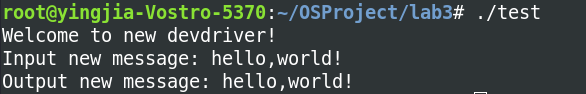 root@yingjia-Vostro-5370:~/OSProject/lab3# ./test
Welcome to new devdriver!
Input new message: hello,world!
Output new message: hello,world!